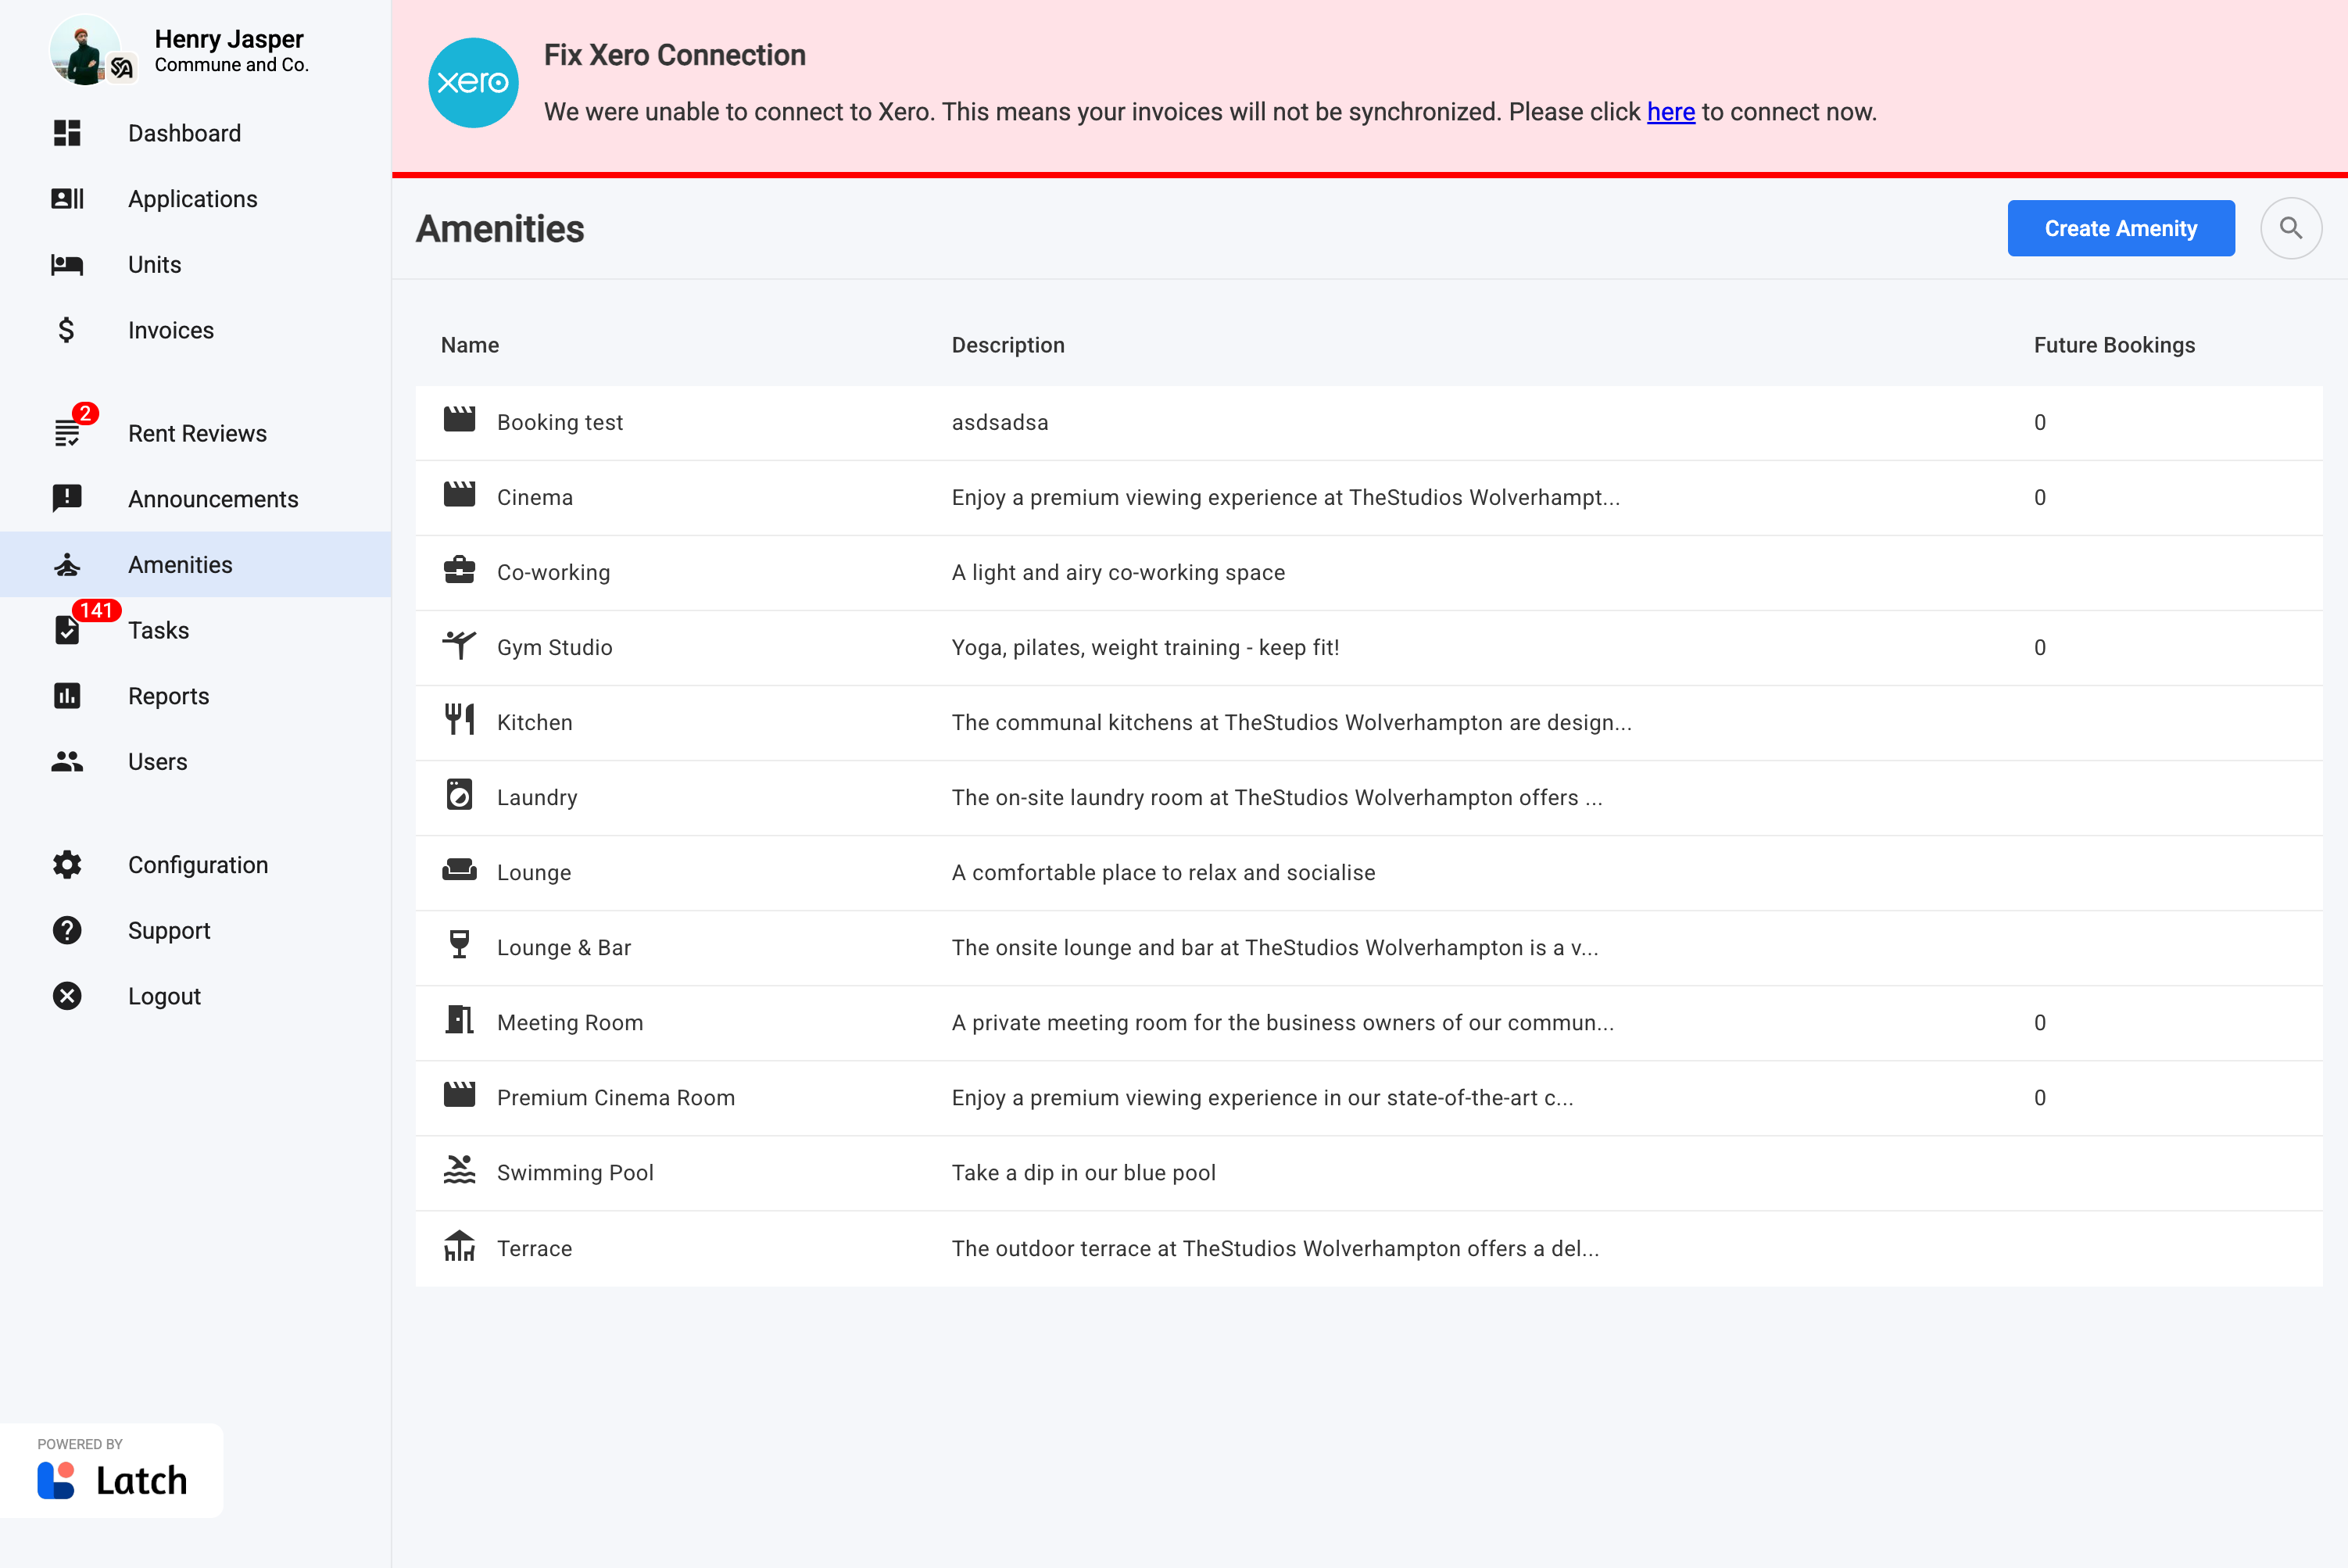 Henry Jasper
Commune and Co.
Dashboard
Applications
Units
Invoices
2
Rent Reviews
Announcements
Amenities
141
Tasks
Reports
Users
Configuration
Support
Logout
POWERED BY
Latch
xero
Fix Xero Connection
We were unable to connect to Xero. This means your invoices will not be synchronized. Please click here to connect now.
Amenities
Create Amenity
Name Description Future Bookings
Booking test asdsadsa 0
Cinema Enjoy a premium viewing experience at TheStudios Wolverhampt... 0
Co-working A light and airy co-working space
Gym Studio Yoga, pilates, weight training - keep fit! 0
Kitchen The communal kitchens at TheStudios Wolverhampton are design...
Laundry The on-site laundry room at TheStudios Wolverhampton offers ...
Lounge A comfortable place to relax and socialise
Lounge & Bar The onsite lounge and bar at TheStudios Wolverhampton is a v...
Meeting Room A private meeting room for the business owners of our commun... 0
Premium Cinema Room Enjoy a premium viewing experience in our state-of-the-art c... 0
Swimming Pool Take a dip in our blue pool
Terrace The outdoor terrace at TheStudios Wolverhampton offers a del...